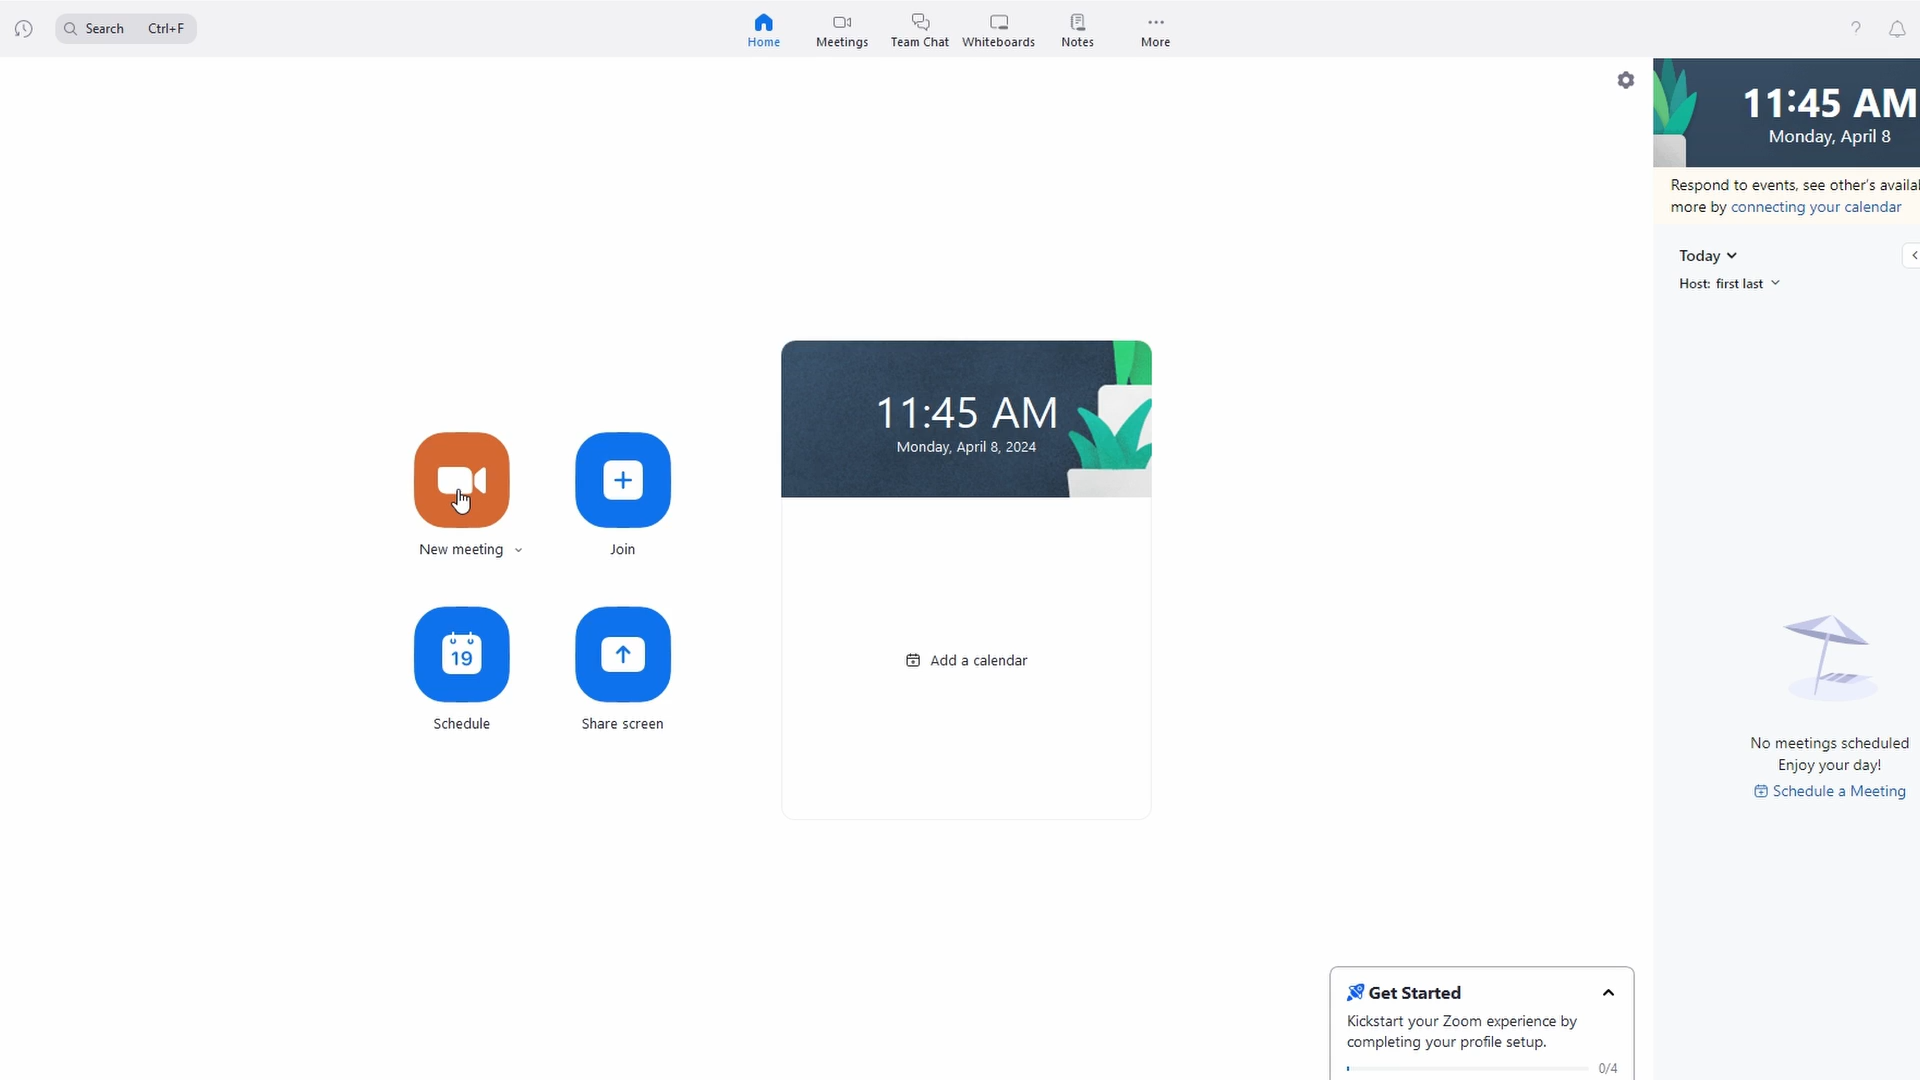 Search Ctrl+F
Home
Meetings
Team Chat
Whiteboards
Notes
More
11:45 AM
Monday, April 8
Respond to events, see other's
more by connecting your calendar
Today
Host: first last
11:45 AM
Monday, April 8, 2024
New meeting
Join
19
Schedule
Share screen
Add a calendar
No meetings scheduled
Enjoy your day!
Schedule a Meeting
Get Started
Kickstart your Zoom experience by
completing your profile setup.
0/4